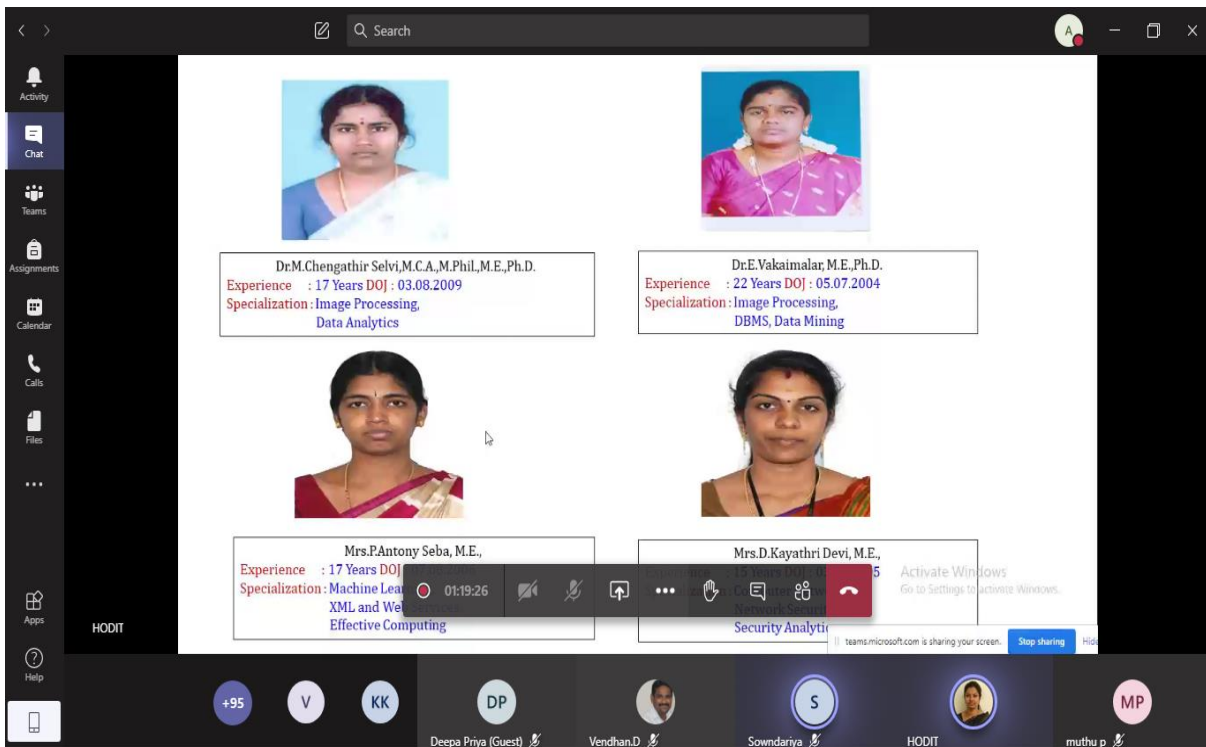 Search
A
Activity
Chat
Teams
Assignments
Calendar
Calls
Files
Apps
Help
Dr.M.Chengathir Selvi,M.C.A.,M.Phil.,M.E.,Ph.D.
Experience : 17 Years DOJ : 03.08.2009
Specialization : Image Processing,
Data Analytics
Dr.E.Vakaimalar, M.E.,Ph.D.
Experience : 22 Years DOJ : 05.07.2004
Specialization : Image Processing,
DBMS, Data Mining
Mrs.P.Antony Seba, M.E.,
Experience : 17 Years DOJ
Specialization : Machine
XML and
Effective Computing
Mrs.D.Kayathri Devi, M.E.,
15 Years DOJ
Network
Security
01:19:26
Activate Windows
Go to Settings to activate Windows.
teams.microsoft.com is sharing your screen. Stop sharing
HODIT
+95
V
KK
DP
S
MP
Deepa Priya (Guest)
Vendhan.D
Sowndariya
HODIT
muthu p